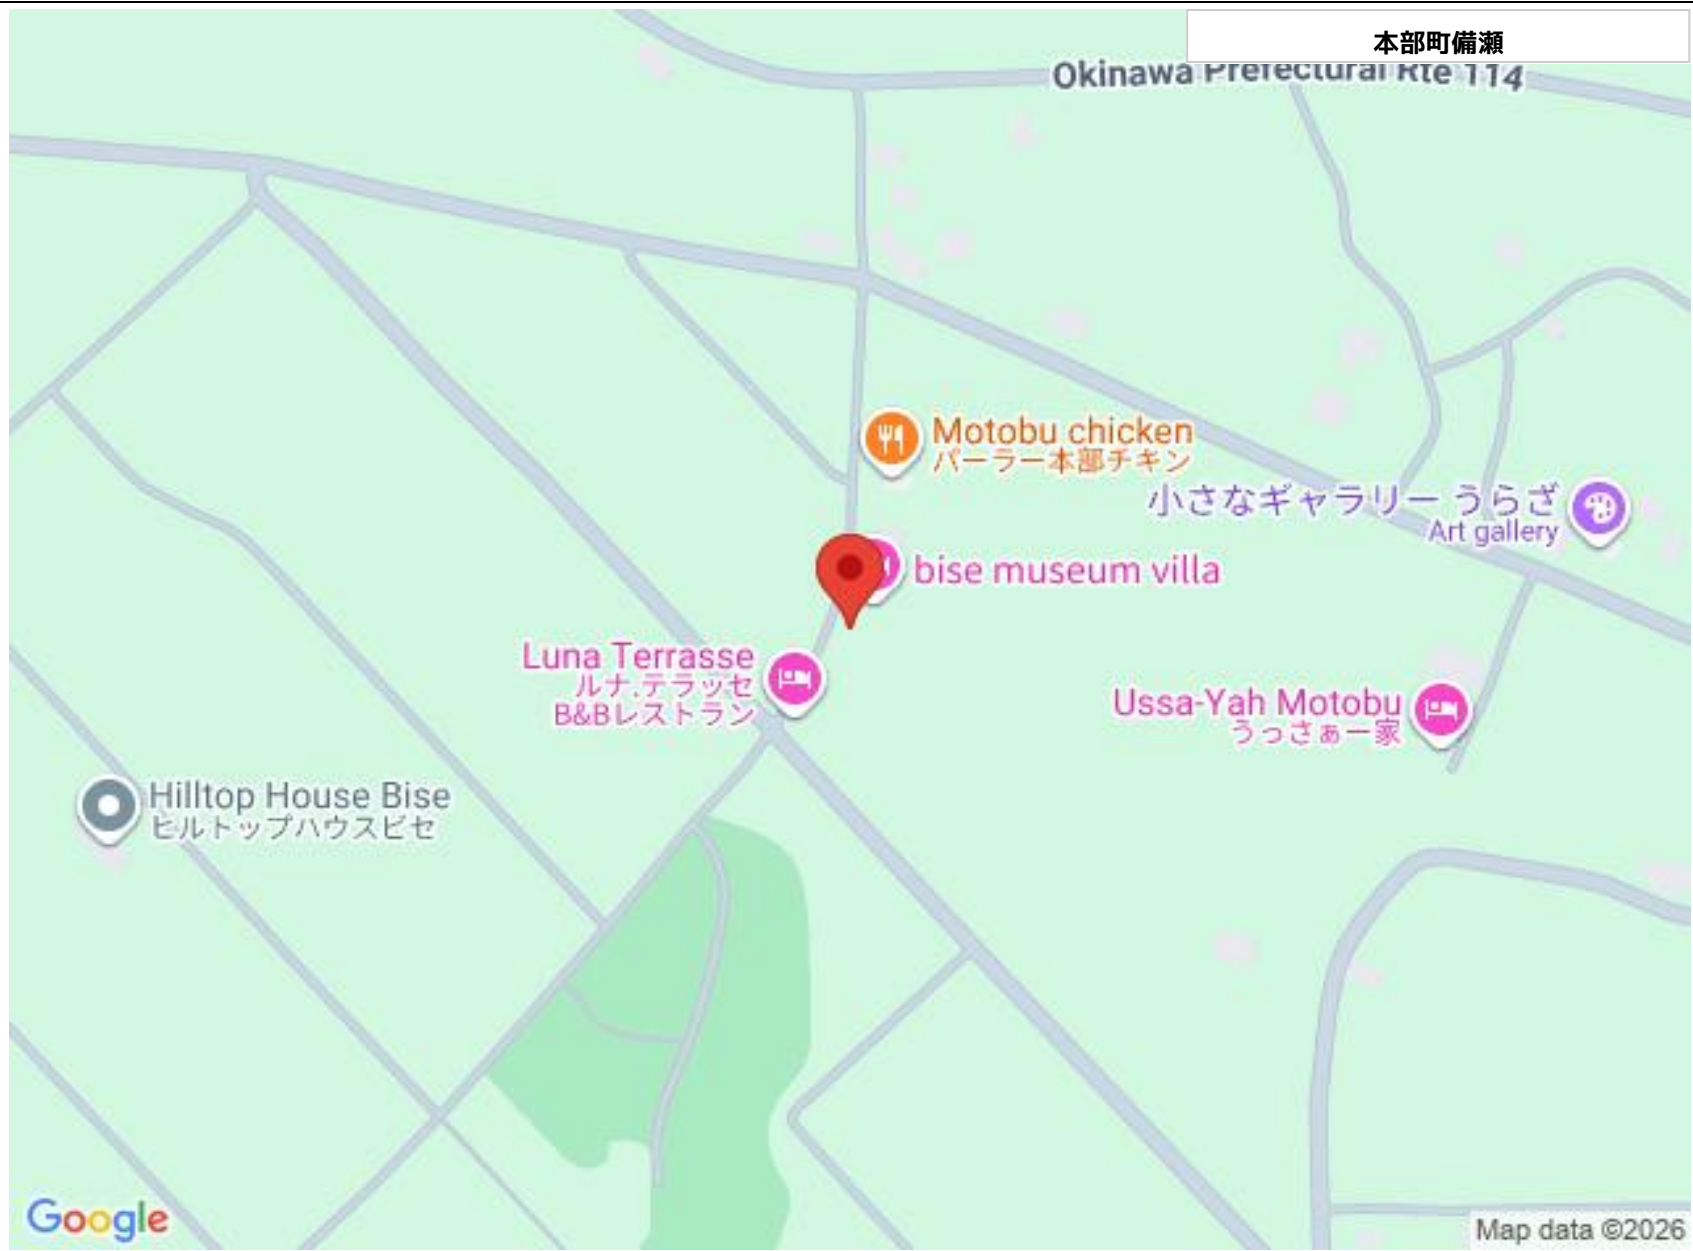 本部町備瀬
Okinawa Prefectural Rte 114
Motobu chicken
パーラー本部チキン
小さなギャラリー うらざ
Art gallery
bise museum villa
Luna Terrasse
ルナ.テラッセ
B&Bレストラン
Ussa-Yah Motobu
うっさぁー家
Hilltop House Bise
ヒルトップハウスビセ
Google
Map data ©2026